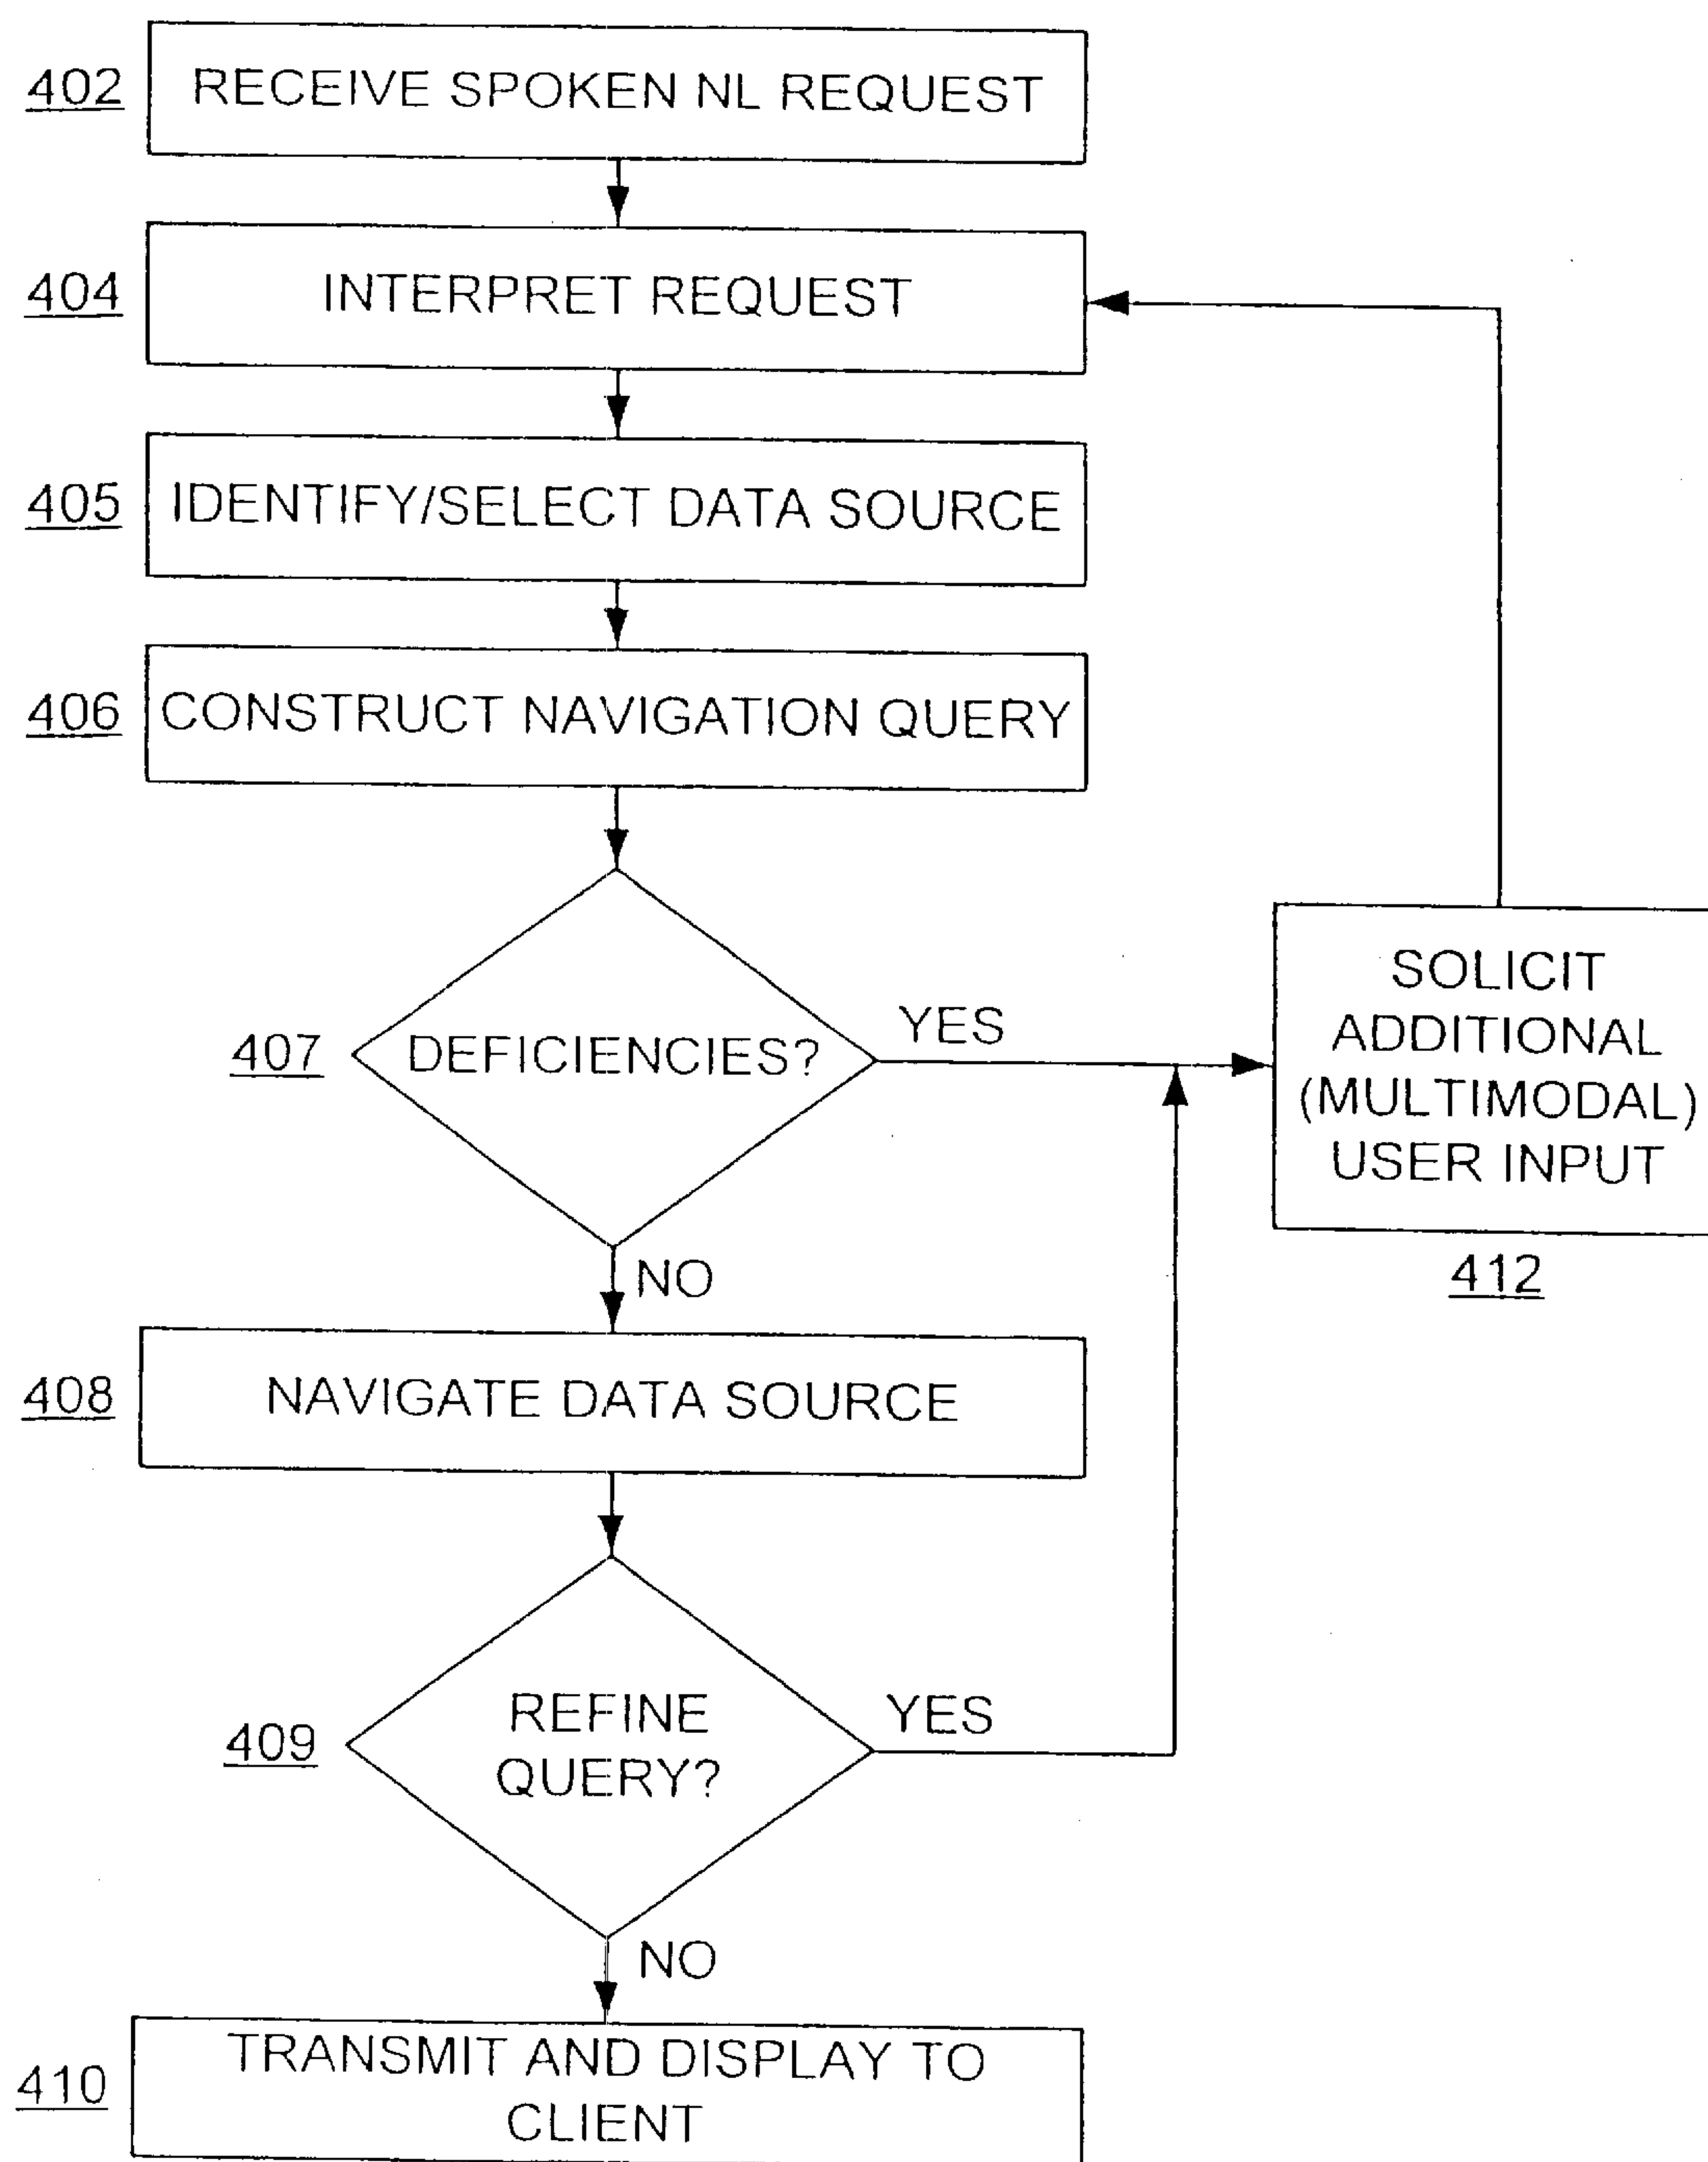 402
RECEIVE SPOKEN NL REQUEST
404
INTERPRET REQUEST
405
IDENTIFY/SELECT DATA SOURCE
406
CONSTRUCT NAVIGATION QUERY
407
DEFICIENCIES?
YES
SOLICIT
ADDITIONAL
(MULTIMODAL)
USER INPUT
412
NO
408
NAVIGATE DATA SOURCE
409
REFINE
QUERY?
YES
NO
410
TRANSMIT AND DISPLAY TO
CLIENT